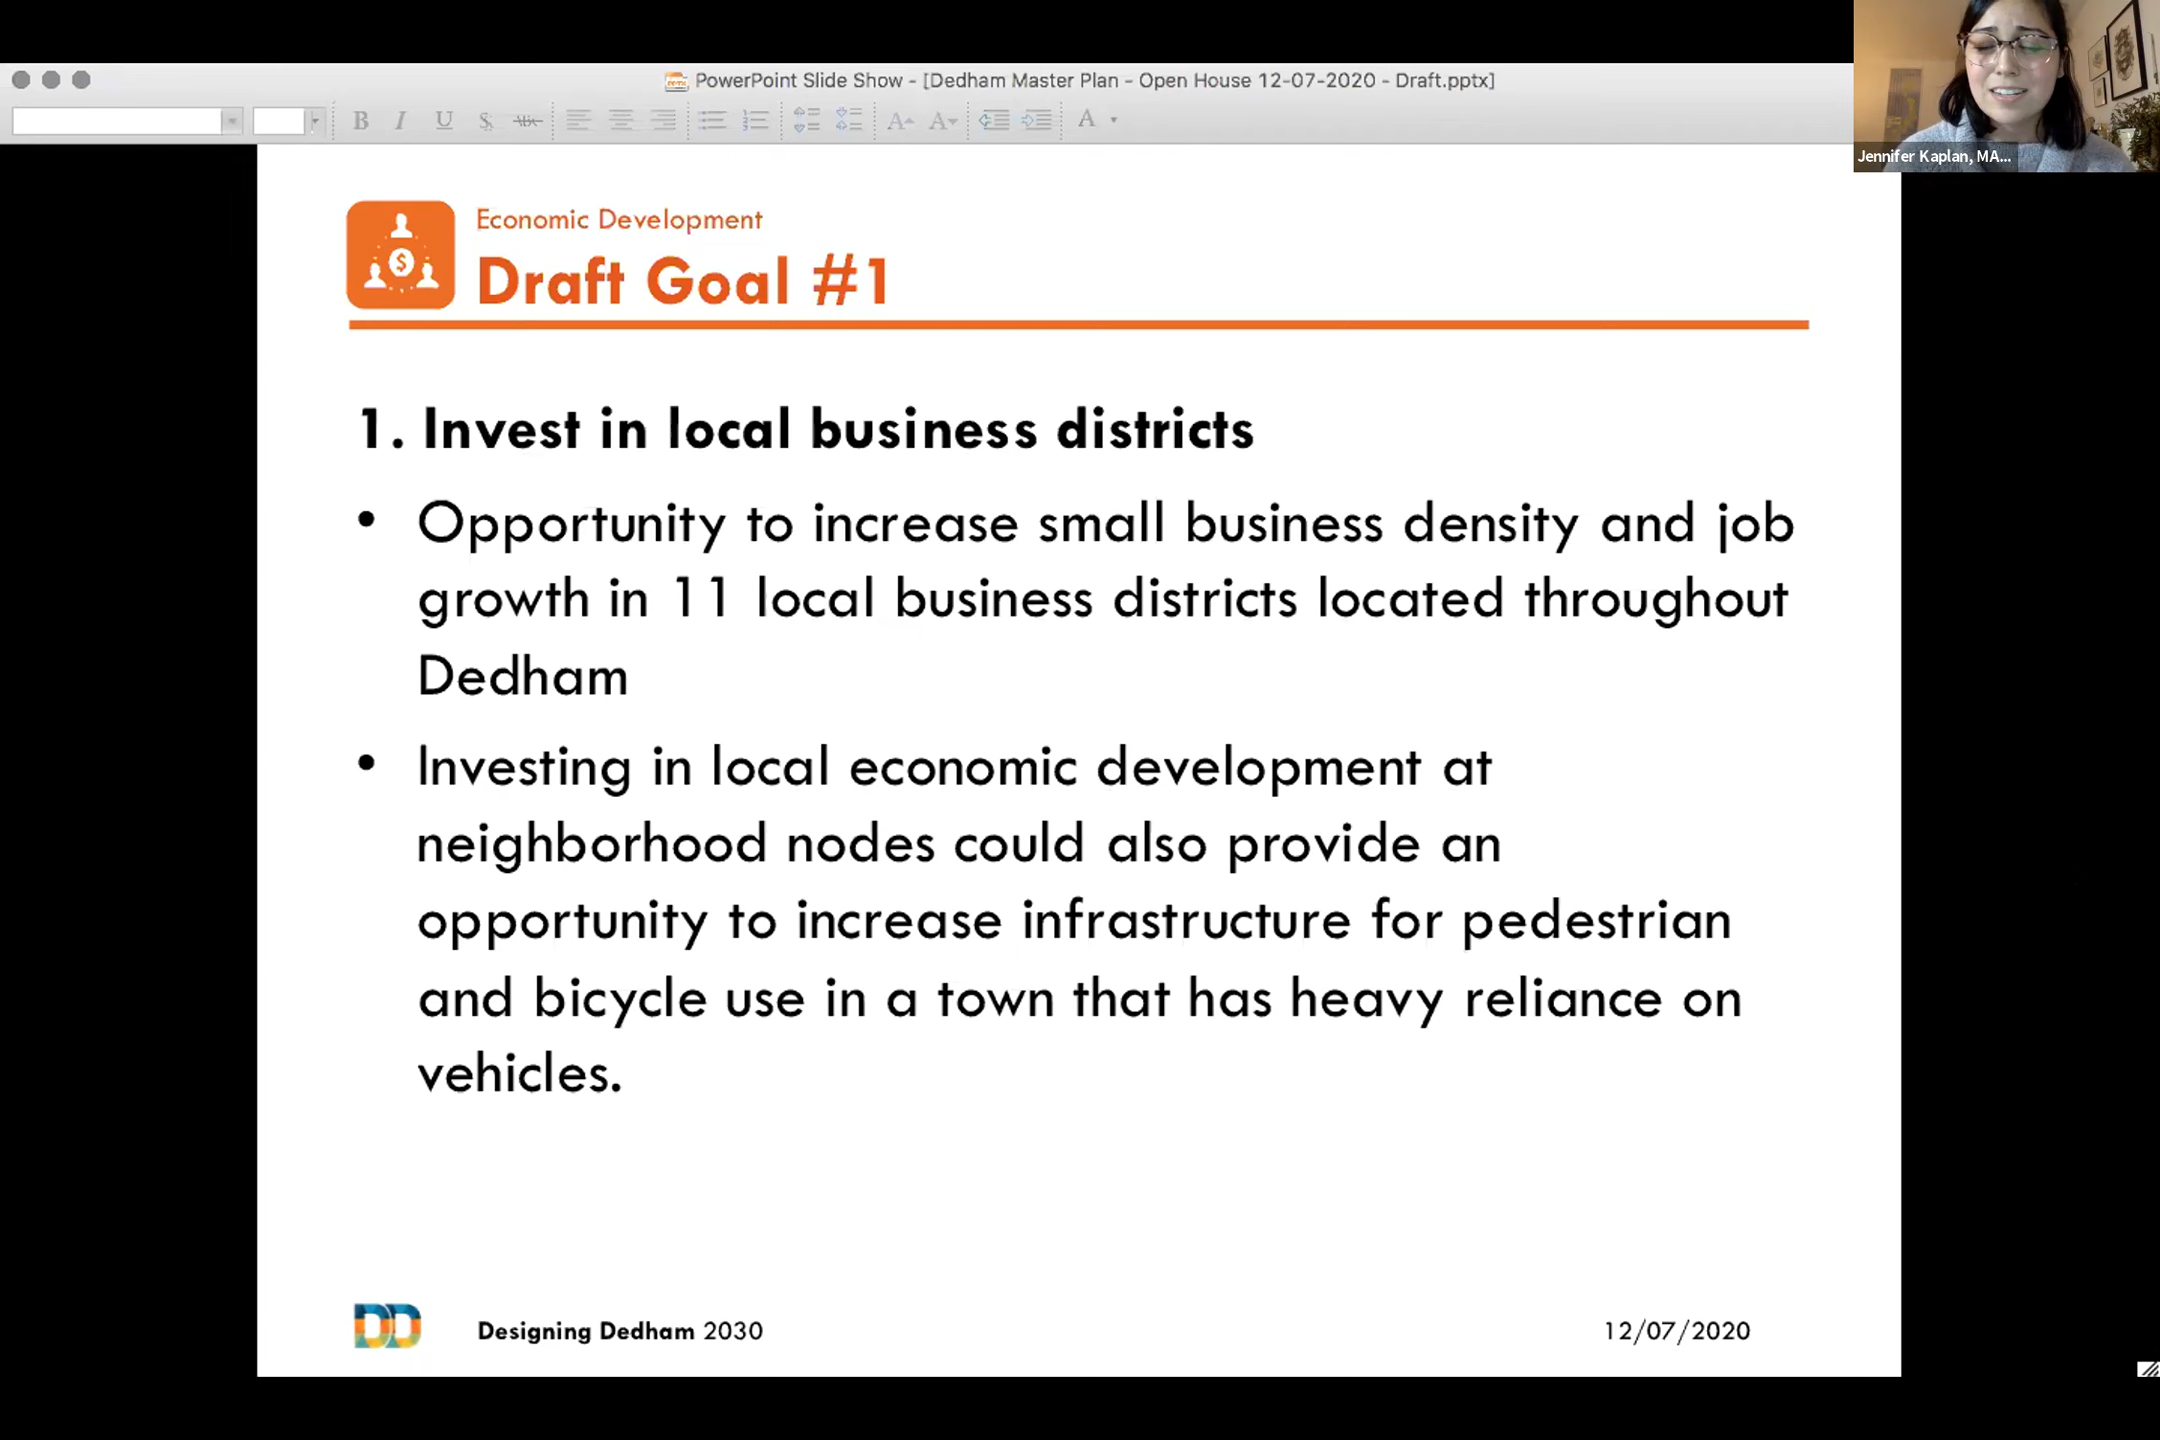 PowerPoint Slide Show - [Dedham Master Plan - Open House 12-07-2020 - Draft.pptx]
B I U S ABC A A A
Jennifer Kaplan, MA...
Economic Development
Draft Goal #1
1. Invest in local business districts
• Opportunity to increase small business density and job
growth in 11 local business districts located throughout
Dedham
• Investing in local economic development at
neighborhood nodes could also provide an
opportunity to increase infrastructure for pedestrian
and bicycle use in a town that has heavy reliance on
vehicles.
DD
Designing Dedham 2030
12/07/2020